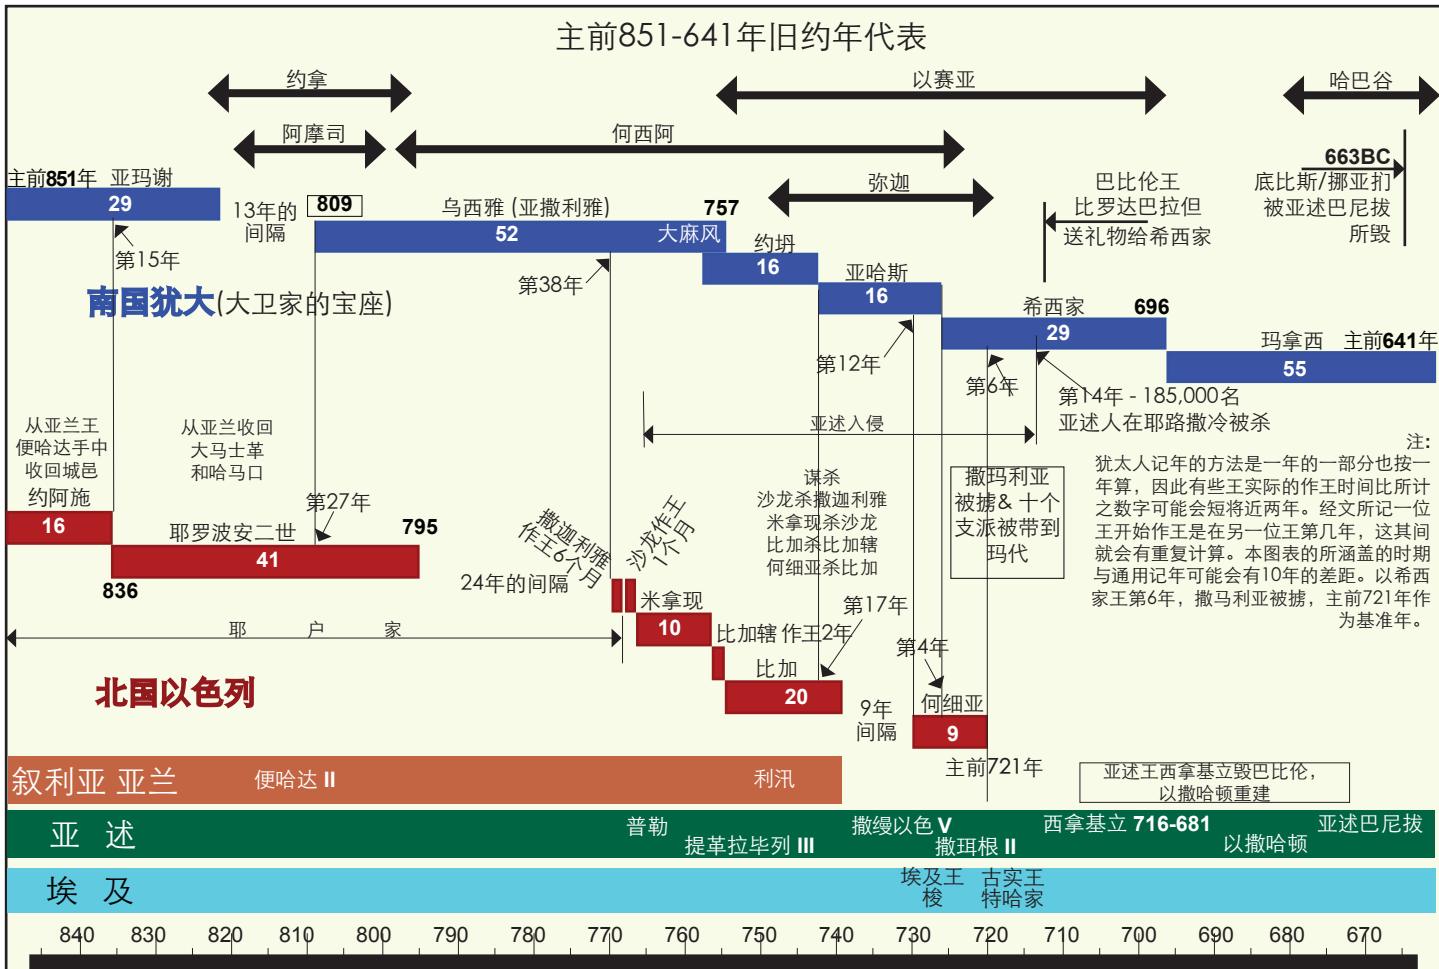 主前851-641年旧约年代表
约拿
以赛亚
哈巴谷
阿摩司
何西阿
弥迦
主前851年 亚玛谢
29
13年的
间隔
809
乌西雅 (亚撒利雅)
757
52
大麻风
第15年
第38年
约坍
16
亚哈斯
16
巴比伦王
比罗达巴拉但
送礼物给希西家
663BC
底比斯/挪亚扪
被亚述巴尼拔
所毁
南国犹大(大卫家的宝座)
希西家
696
29
玛拿西
主前641年
55
第12年
第6年
第14年 - 185,000名
亚述人在耶路撒冷被杀
亚述入侵
从亚兰王
便哈达手中
收回城邑
约阿施
16
从亚兰收回
大马士革
和哈马口
第27年
耶罗波安二世
795
41
836
24年的间隔
撒迦利雅
作王6个月
沙龙作王
1个月
谋杀
沙龙杀撒迦利雅
米拿现杀沙龙
比加杀比加辖
何细亚杀比加
撒玛利亚
被掳& 十个
支派被带到
玛代
注:
犹太人记年的方法是一年的一部分也按一
年算，因此有些王实际的作王时间比所计
之数字可能会短将近两年。经文所记一位
王开始作王是在另一位王第几年，这其间
就会有重复计算。本图表的所涵盖的时期
与通用记年可能会有10年的差距。以希西
家王第6年，撒马利亚被掳，主前721年作
为基准年。
耶 户 家
米拿现
10
比加辖 作王2年
第17年
比加
20
第4年
9年
间隔
何细亚
9
主前721年
北国以色列
叙利亚 亚兰
便哈达 II
利汛
亚述王西拿基立毁巴比伦，
以撒哈顿重建
亚 述
普勒
提革拉毕列 III
撒缦以色 V
撒珥根 II
西拿基立 716-681
以撒哈顿
亚述巴尼拔
埃 及
埃及王
梭
古实王
特哈家
840 830 820 810 800 790 780 770 760 750 740 730 720 710 700 690 680 670